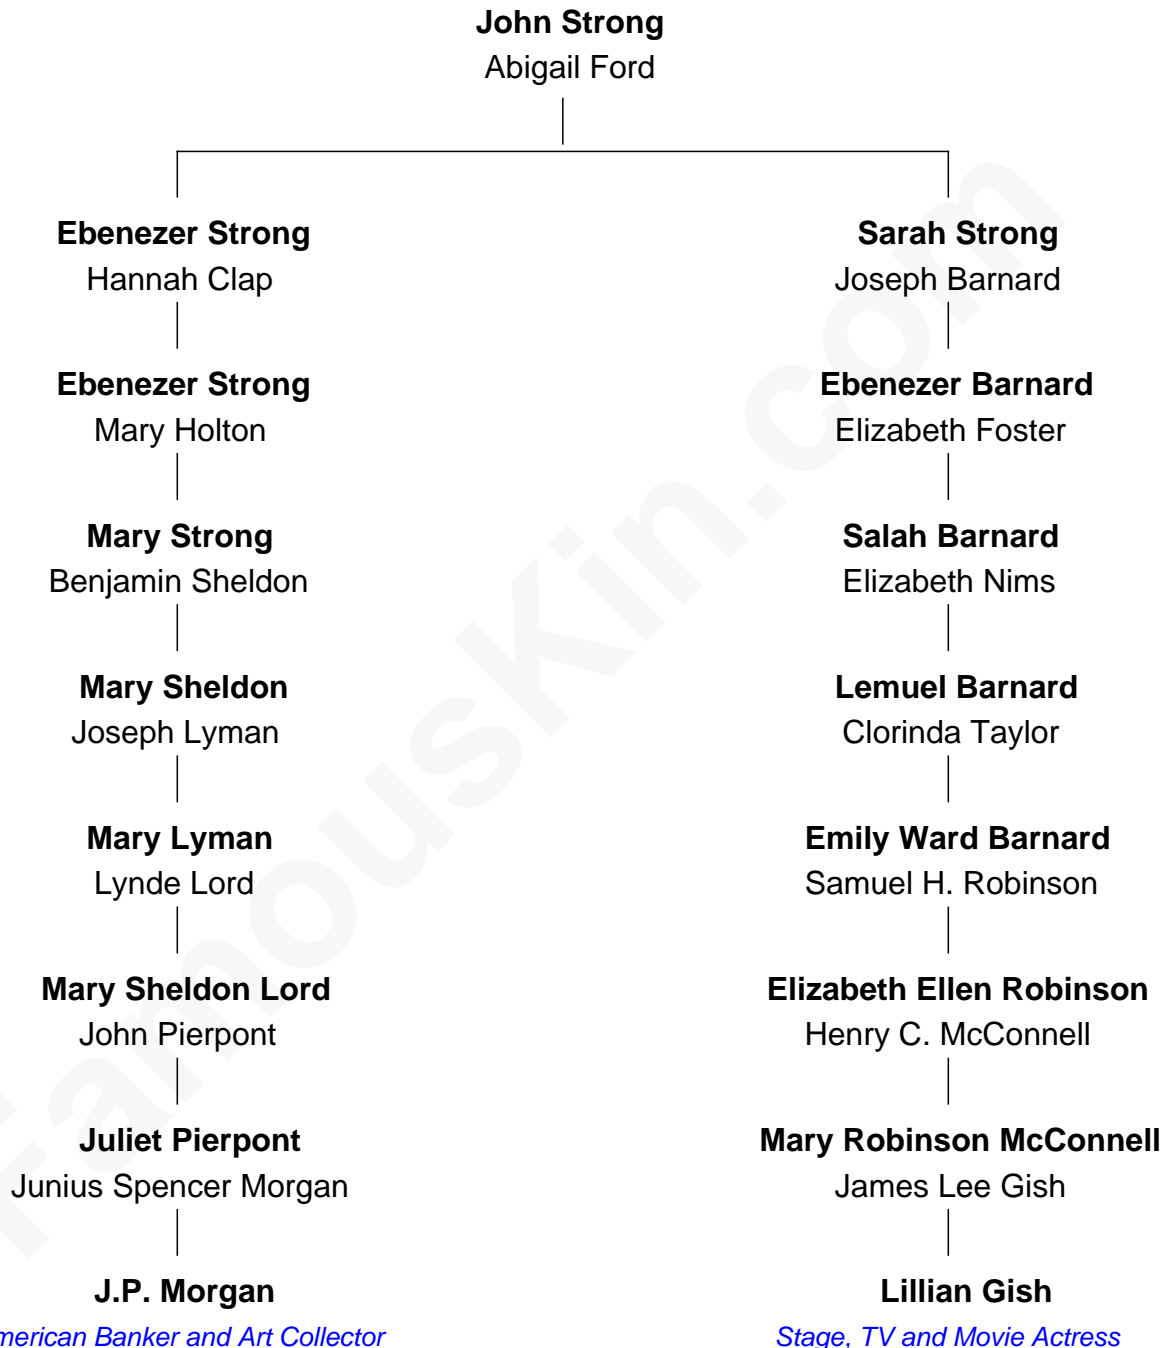 John Strong
Abigail Ford
Ebenezer Strong
Hannah Clap
Ebenezer Strong
Mary Holton
Mary Strong
Benjamin Sheldon
Mary Sheldon
Joseph Lyman
Mary Lyman
Lynde Lord
Mary Sheldon Lord
John Pierpont
Juliet Pierpont
Junius Spencer Morgan
J.P. Morgan
merican Banker and Art Collector
Sarah Strong
Joseph Barnard
Ebenezer Barnard
Elizabeth Foster
Salah Barnard
Elizabeth Nims
Lemuel Barnard
Clorinda Taylor
Emily Ward Barnard
Samuel H. Robinson
Elizabeth Ellen Robinson
Henry C. McConnell
Mary Robinson McConnell
James Lee Gish
Lillian Gish
Stage, TV and Movie Actress
FamousKin.com